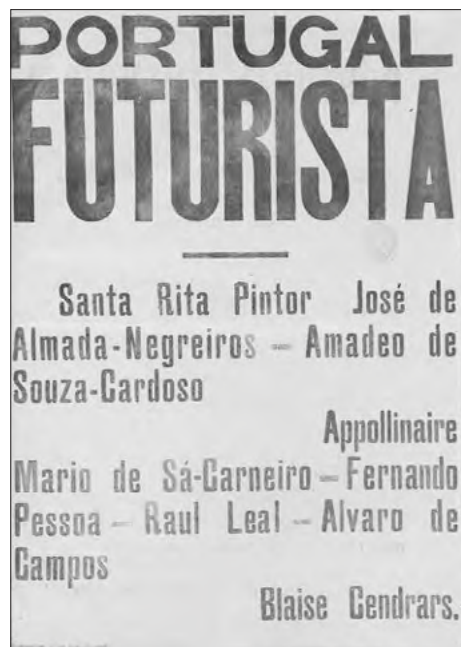 PORTUGAL
FUTURISTA
Santa Rita Pintor José de
Almada-Negreiros – Amadeo de
Souza-Cardoso
Appollinaire
Mario de Sá-Carneiro – Fernando
Pessoa – Raul Leal – Alvaro de
Campos
Blaise Cendrars.